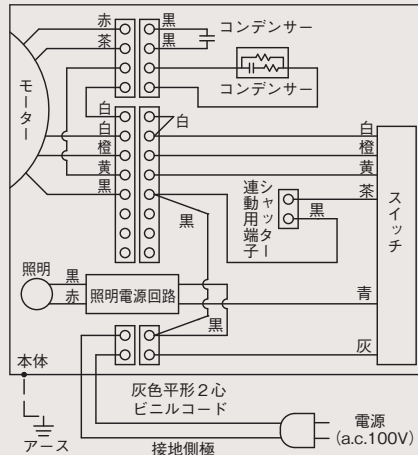 赤
黒
コンデンサー
茶
黒
コンデンサー
モーター
白
白
白
白
橙
橙
黄
黄
黒
茶
シャッター
連動用端子
黒
スイッチ
黒
照明
黒
赤
照明電源回路
青
黒
灰
本体
灰色平形2心
ビニルコード
電源
(a.c.100V)
アース
接地側極